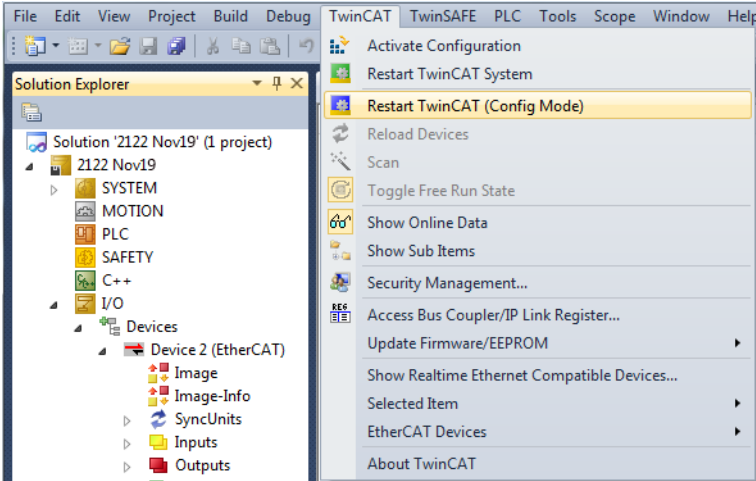 File Edit View Project Build Debug TwinCAT TwinSAFE PLC Tools Scope Window Help
Solution Explorer
Solution '2122 Nov19' (1 project)
2122 Nov19
SYSTEM
MOTION
PLC
SAFETY
C++
I/O
Devices
Device 2 (EtherCAT)
Image
Image-Info
SyncUnits
Inputs
Outputs
Activate Configuration
Restart TwinCAT System
Restart TwinCAT (Config Mode)
Reload Devices
Scan
Toggle Free Run State
Show Online Data
Show Sub Items
Security Management...
REG
Access Bus Coupler/IP Link Register...
Update Firmware/EEPROM
Show Realtime Ethernet Compatible Devices...
Selected Item
EtherCAT Devices
About TwinCAT